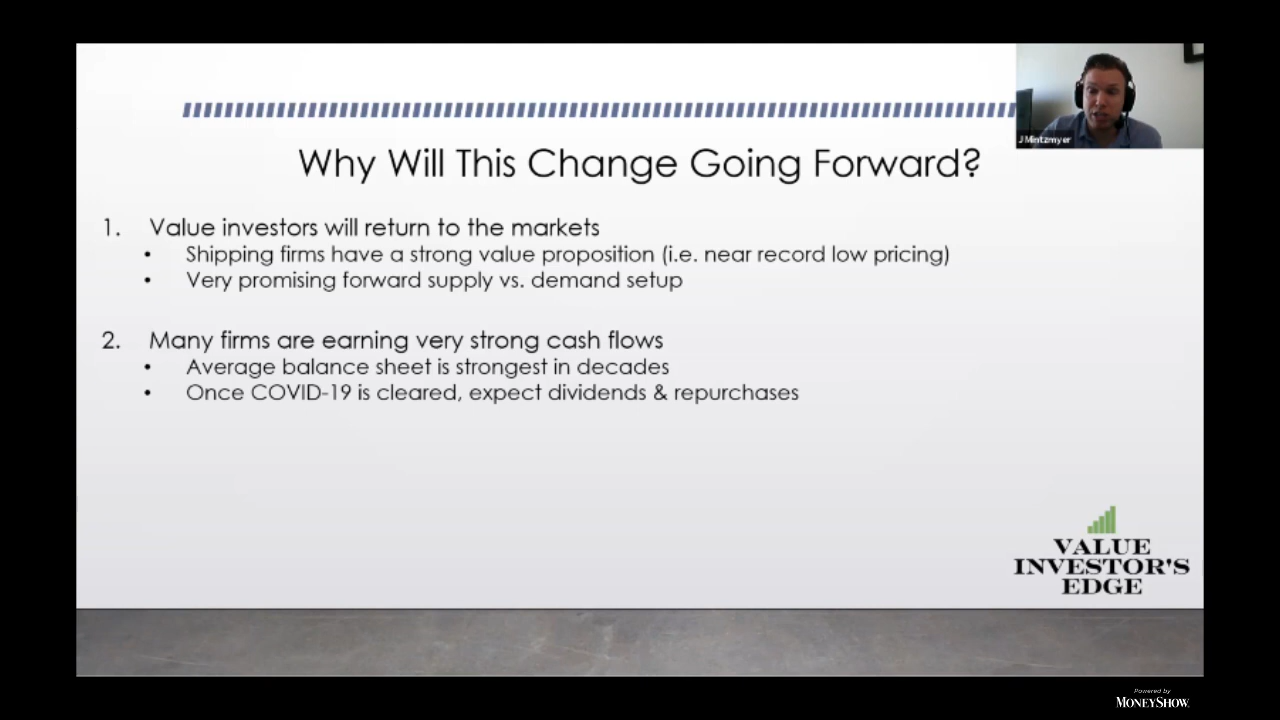 J Mintzmyer
Why Will This Change Going Forward?
1. Value investors will return to the markets
• Shipping firms have a strong value proposition (i.e. near record low pricing)
• Very promising forward supply vs. demand setup
2. Many firms are earning very strong cash flows
• Average balance sheet is strongest in decades
• Once COVID-19 is cleared, expect dividends & repurchases
VALUE
INVESTOR'S
EDGE
Powered by
MONEYSHOW